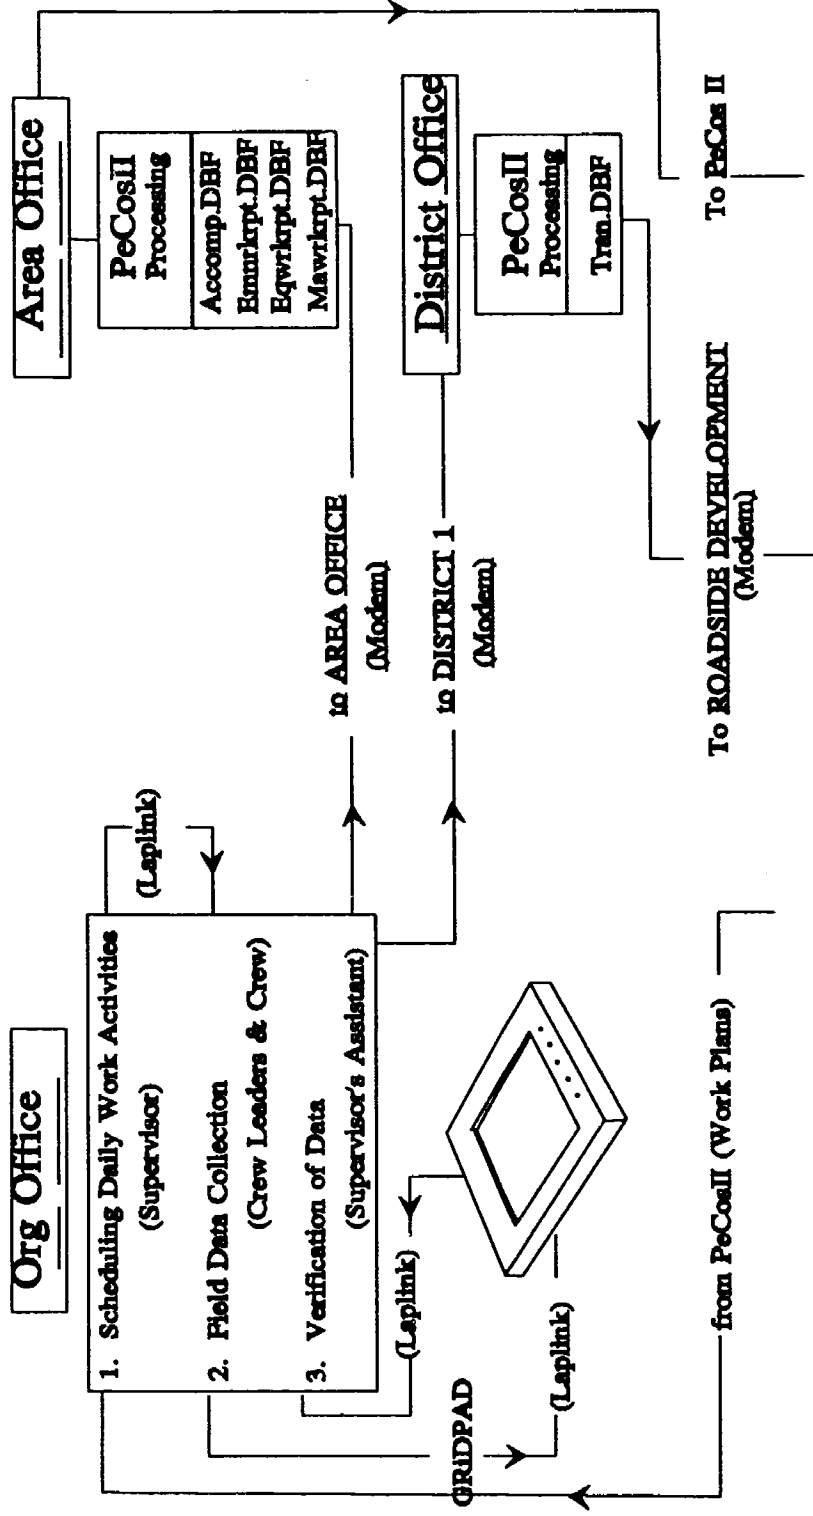 Org Office
1. Scheduling Daily Work Activities
(Supervisor)
2. Field Data Collection
(Crew Leaders & Crew)
3. Verification of Data
(Supervisor's Assistant)
(Laplink)
(Laplink)
GRiDPAD
(Laplink)
from PeCosII (Work Plans)
to AREA OFFICE
(Modem)
to DISTRICT 1
(Modem)
Area Office
PeCosII
Processing
Accomp.DBF
Emnrkrpt.DBF
Eqwrkrpt.DBF
Mawrkrpt.DBF
District Office
PeCosII
Processing
Tran.DBF
To ROADSIDE DEVELOPMENT
(Modem)
To PeCos II